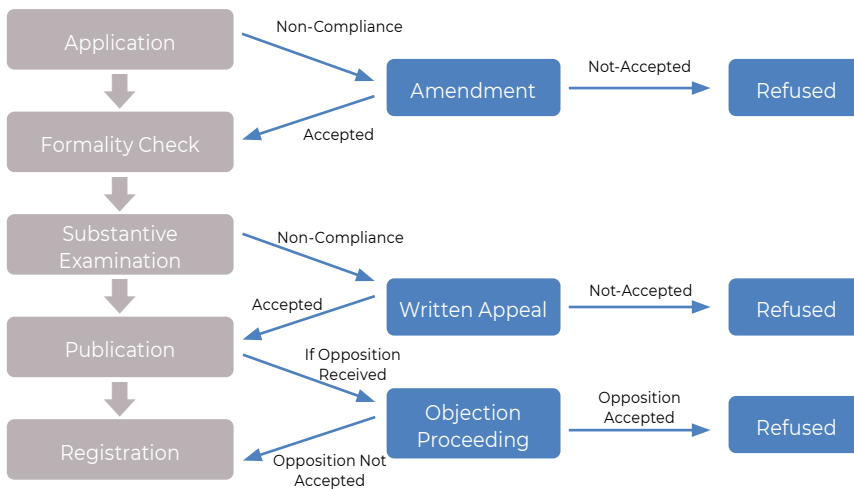 Application
Non-Compliance
Amendment
Not-Accepted
Refused
Accepted
Formality Check
Substantive
Examination
Non-Compliance
Written Appeal
Not-Accepted
Refused
Accepted
Publication
If Opposition
Received
Objection
Proceeding
Opposition
Accepted
Refused
Opposition Not
Accepted
Registration